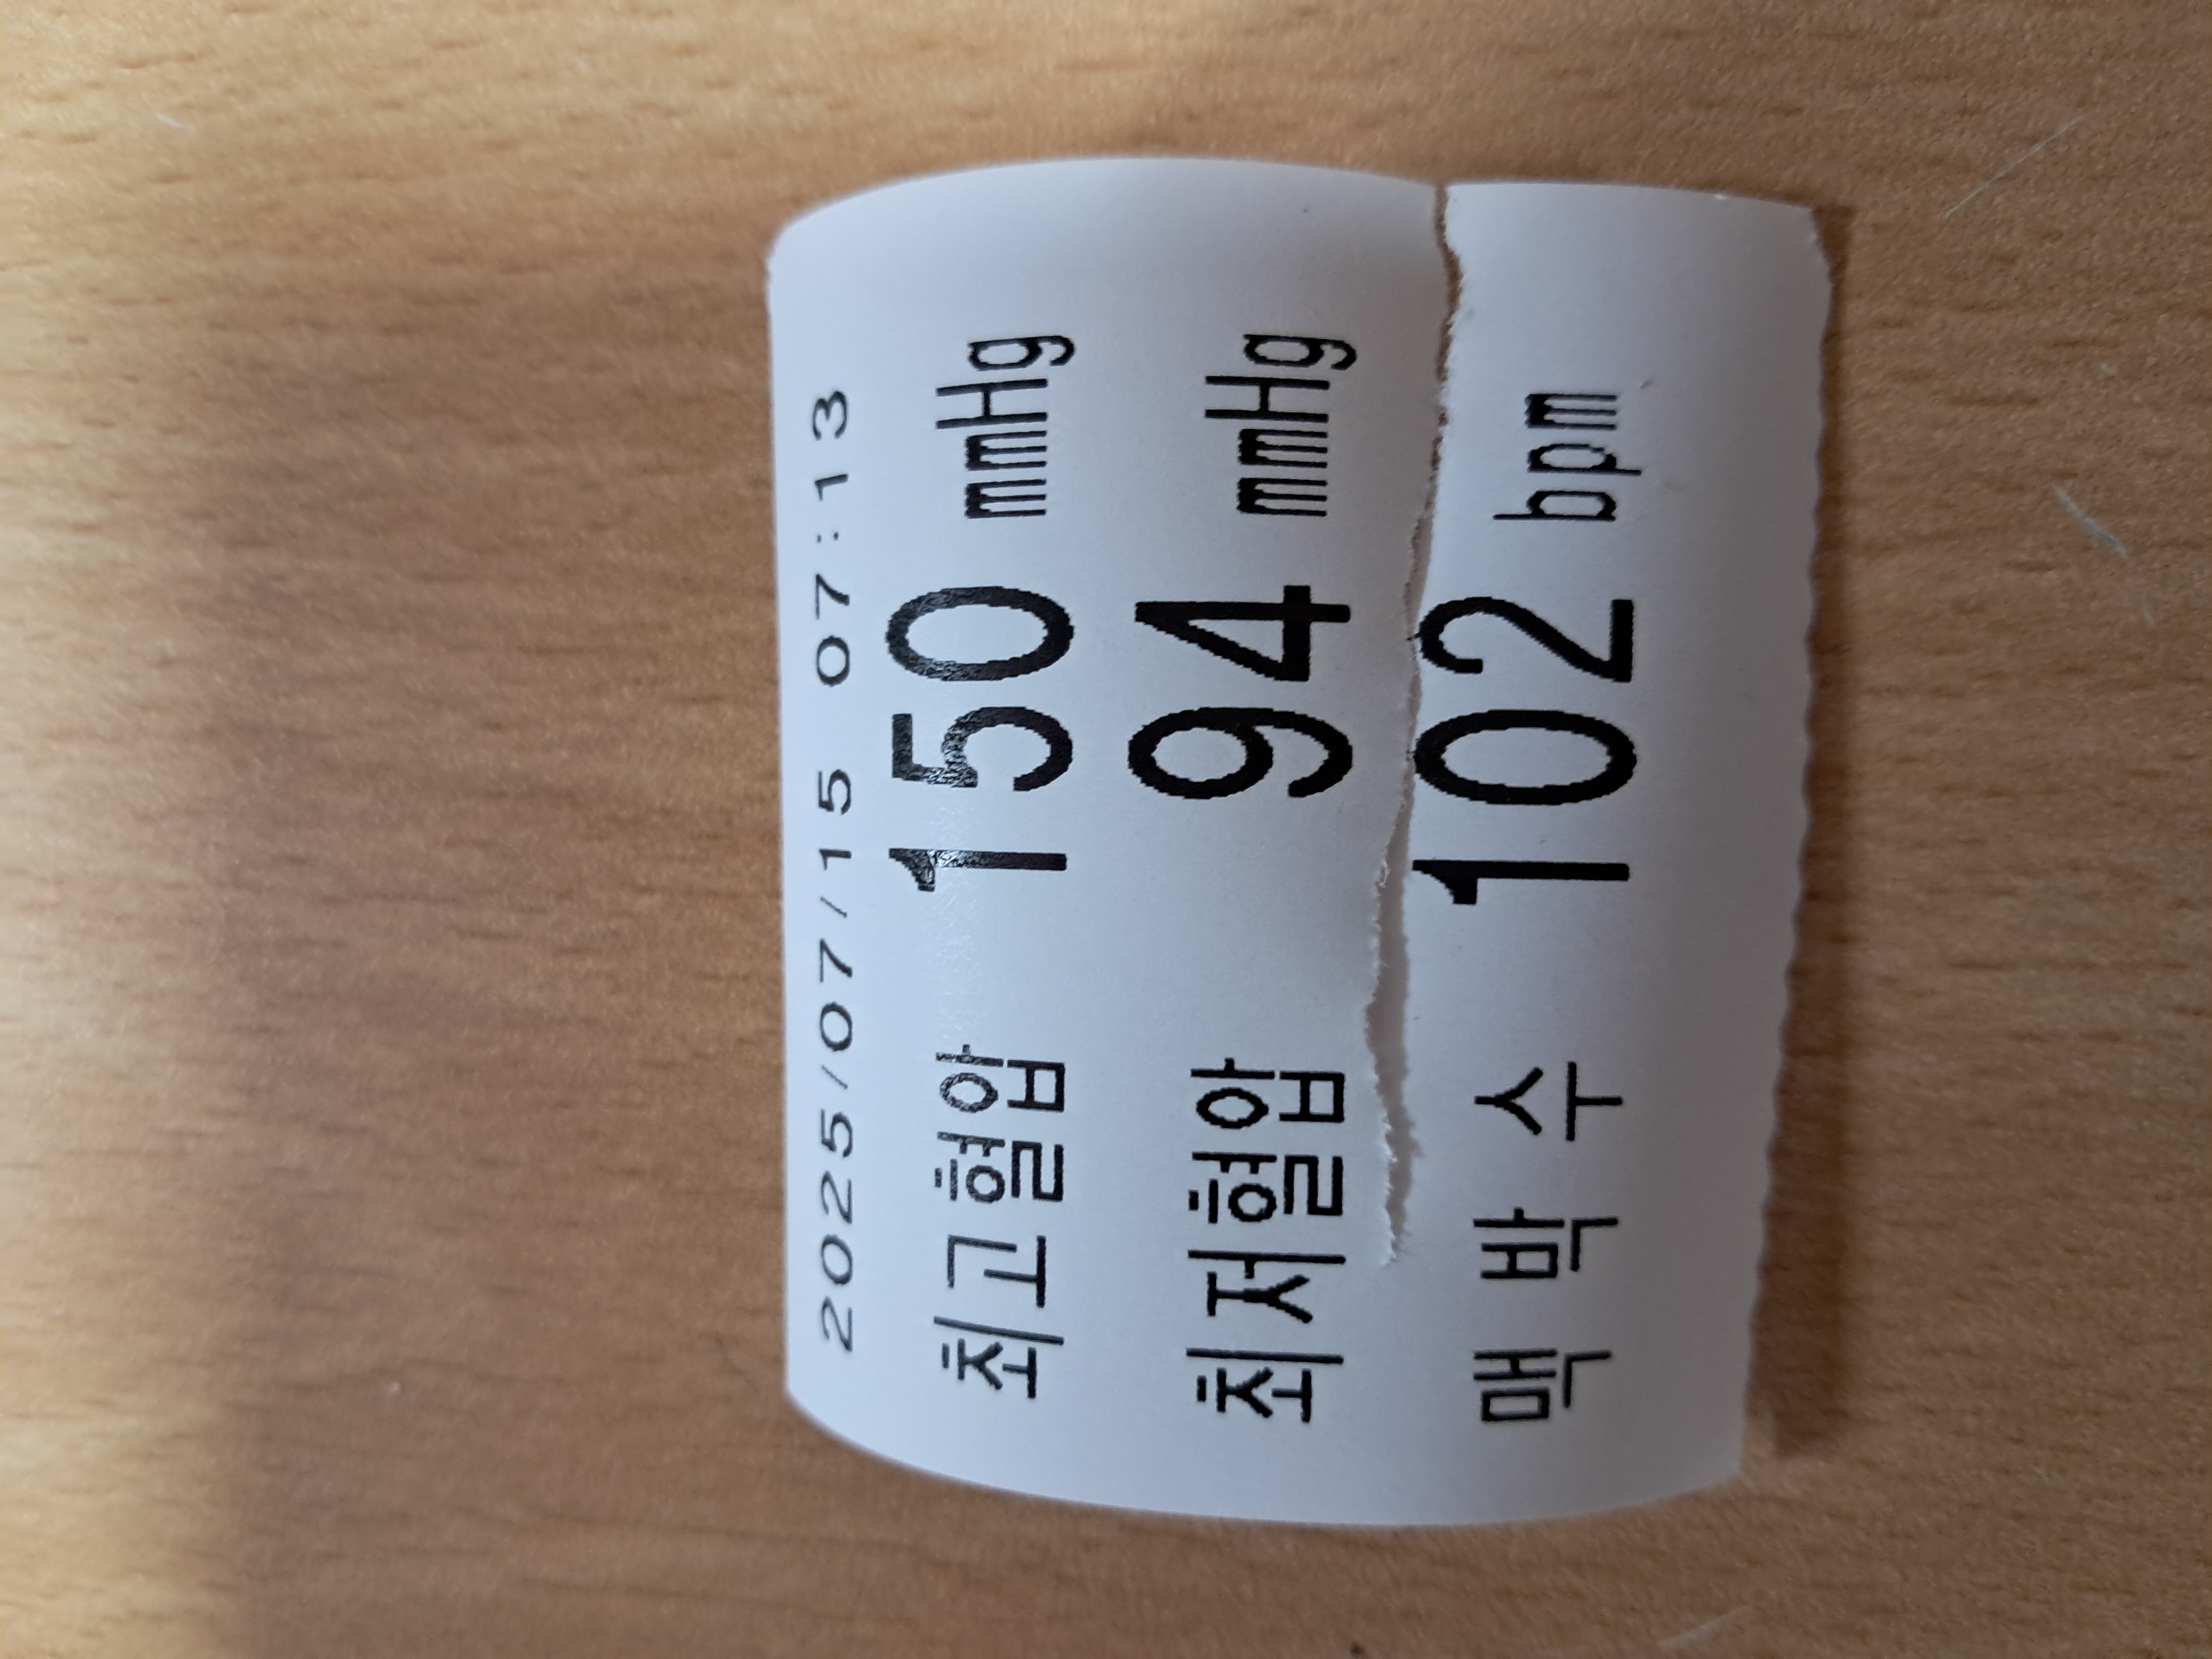 2025/07/15 07:13
최고혈압 150 mmHg
최저혈압 94 mmHg
맥 박 수 102 bpm